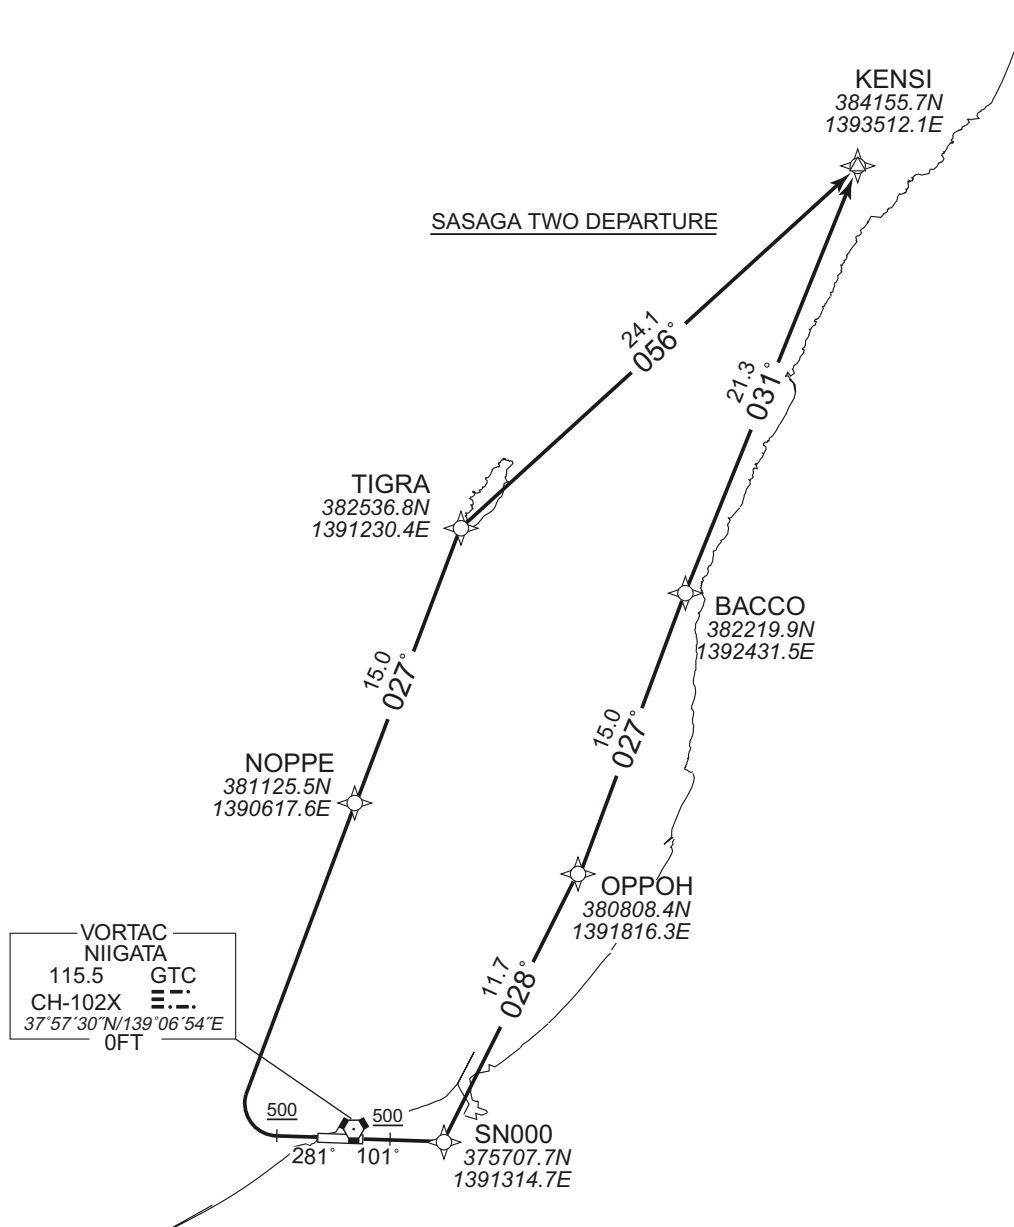 KENSI
384155.7N
1393512.1E
SASAGA TWO DEPARTURE
24.1
056°
21.3
031°
TIGRA
382536.8N
1391230.4E
BACCO
382219.9N
1392431.5E
15.0
027°
15.0
027°
NOPPE
381125.5N
1390617.6E
OPPOH
380808.4N
1391816.3E
VORTAC
NIIGATA
115.5 GTC
CH-102X
37°57′30″N/139°06′54″E
0FT
11.7
028°
500
500
281° 101°
SN000
375707.7N
1391314.7E